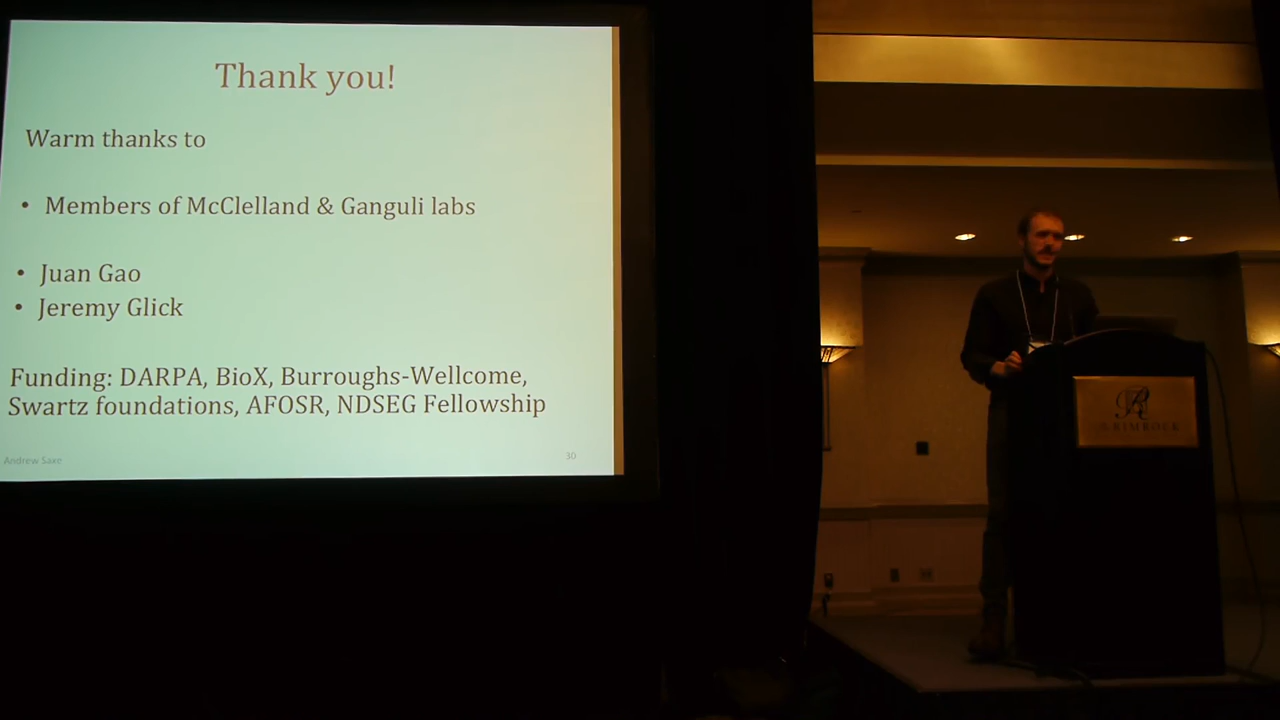 Thank you!
Warm thanks to
• Members of McClelland & Ganguli labs
• Juan Gao
• Jeremy Glick
Funding: DARPA, BioX, Burroughs-Wellcome,
Swartz foundations, AFOSR, NDSEG Fellowship
Andrew Saxe
30
R
RIMROCK